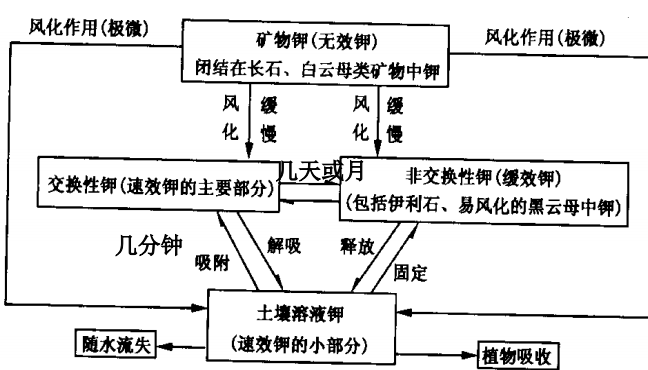 风化作用(极微)
矿物钾(无效钾)
闭结在长石、白云母类矿物中钾
风化作用(极微)
风化
缓慢
风化
缓慢
几天或月
交换性钾(速效钾的主要部分)
非交换性钾(缓效钾)
(包括伊利石、易风化的黑云母中钾)
几分钟
吸附
解吸
释放
固定
土壤溶液钾
(速效钾的小部分)
随水流失
植物吸收